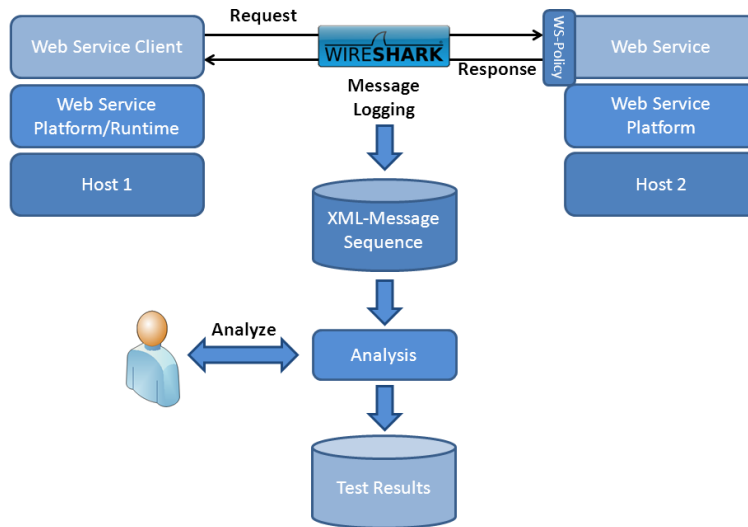 Request
Web Service Client
WIRESHARK
WS-Policy
Web Service
Response
Message
Logging
Web Service
Platform/Runtime
Web Service
Platform
Host 1
Host 2
XML-Message
Sequence
Analyze
Analysis
Test Results